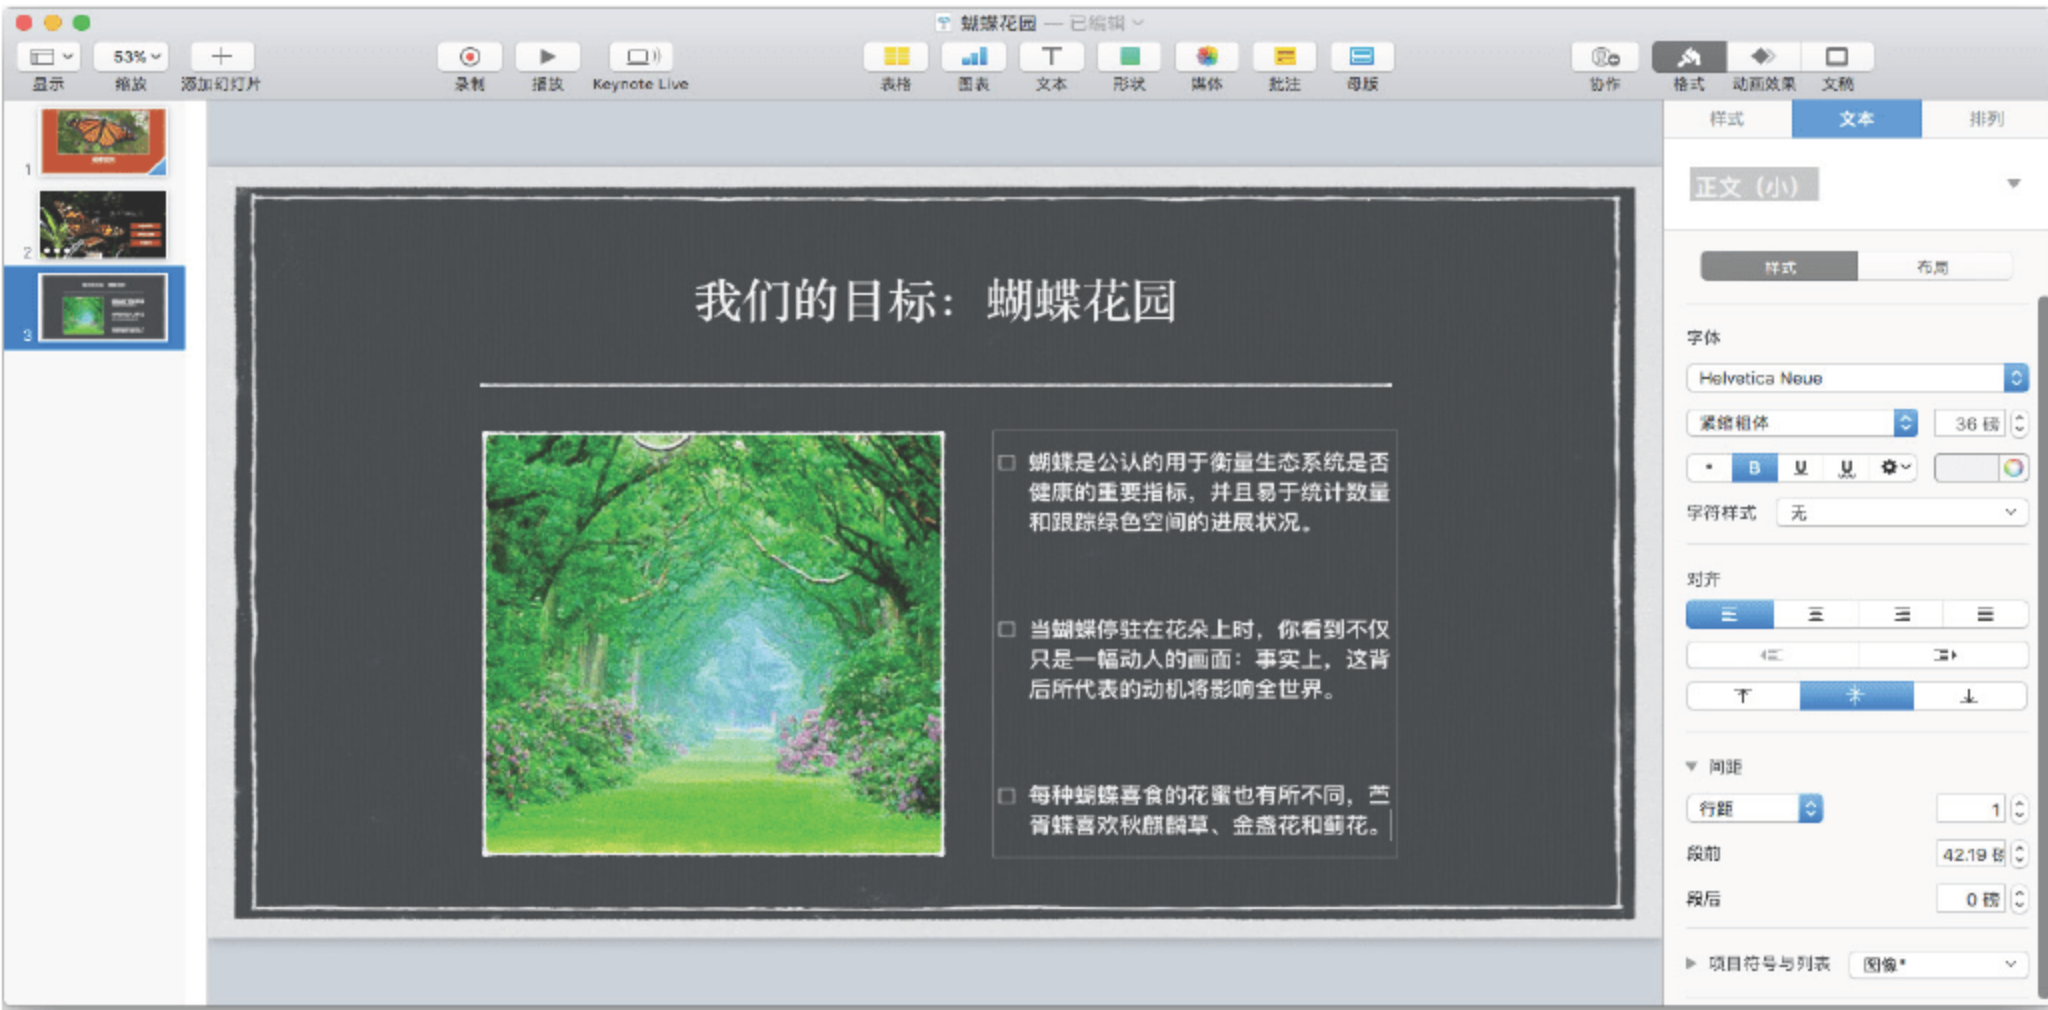 蝴蝶花园 — 已编辑
53%
显示 缩放 添加幻灯片 录制 播放 Keynote Live 表格 图表 文本 形状 媒体 批注 母版 协作 格式 动画效果 文稿
样式 文本 排列
正文（小）
样式 布局
字体
Helvetica Neue
紧缩粗体 36 磅
B U U
字符样式 无
对齐
间距
行距 1
段前 42.19 磅
段后 0 磅
项目符号与列表 图像*
1
2
3
我们的目标：蝴蝶花园
蝴蝶是公认的用于衡量生态系统是否
健康的重要指标，并且易于统计数量
和跟踪绿色空间的进展状况。
当蝴蝶停驻在花朵上时，你看到不仅
只是一幅动人的画面：事实上，这背
后所代表的动机将影响全世界。
每种蝴蝶喜食的花蜜也有所不同，苎
胥蝶喜欢秋麒麟草、金盏花和蓟花。